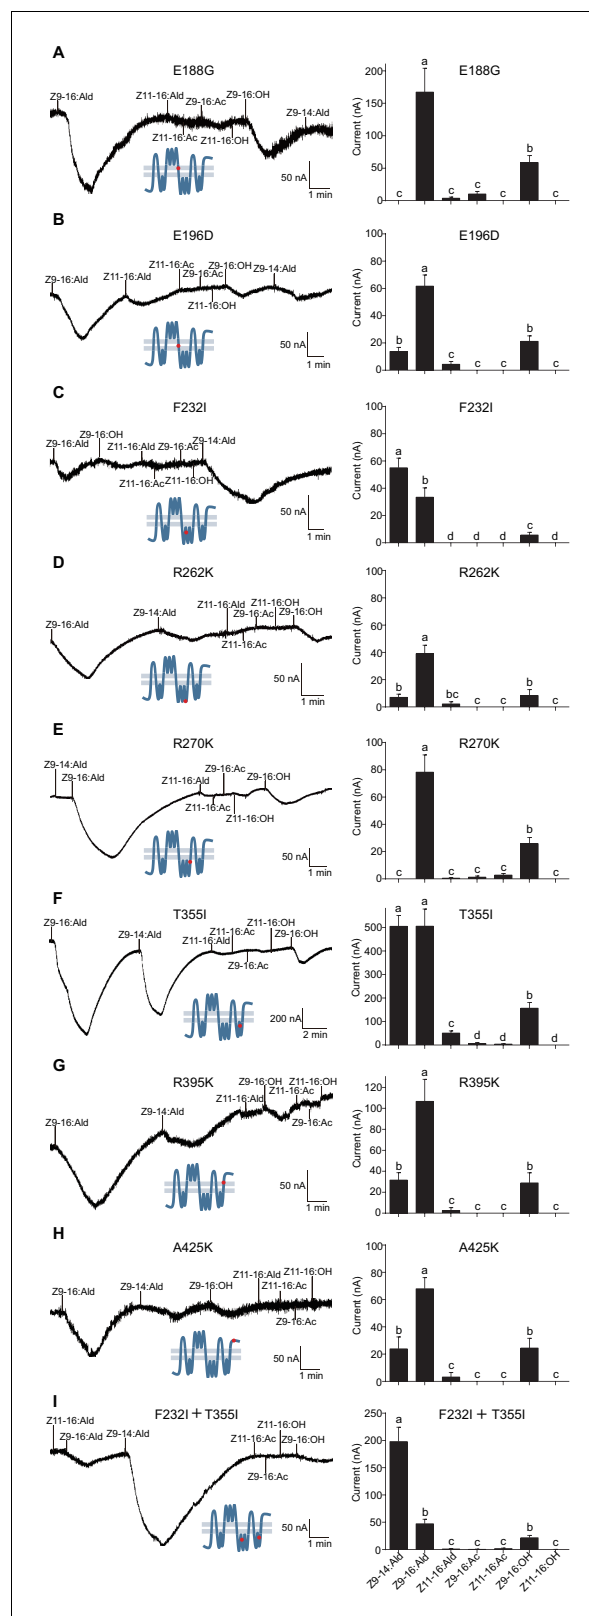 A
E188G
Z9-16:Ald
Z11-16:Ald
Z9-16:Ac
Z9-16:OH
Z9-14:Ald
Z11-16:Ac
Z11-16:OH
50 nA
1 min
E188G
Current (nA)
200
150
100
50
0
c
a
c
c
c
b
c
B
E196D
Z9-16:Ald
Z11-16:Ald
Z11-16:Ac
Z9-16:Ac
Z9-16:OH
Z9-14:Ald
Z11-16:OH
50 nA
1 min
E196D
Current (nA)
100
80
60
40
20
0
b
a
c
c
c
b
c
C
F232I
Z9-16:Ald
Z9-16:OH
Z11-16:Ald
Z9-16:Ac
Z9-14:Ald
Z11-16:Ac
Z11-16:OH
50 nA
1 min
F232I
Current (nA)
100
80
60
40
20
0
a
b
d
d
d
c
d
D
R262K
Z9-16:Ald
Z9-14:Ald
Z11-16:Ald
Z9-16:Ac
Z11-16:OH
Z9-16:OH
Z11-16:Ac
50 nA
1 min
R262K
Current (nA)
100
80
60
40
20
0
b
a
bc
c
c
b
c
E
R270K
Z9-14:Ald
Z9-16:Ald
Z11-16:Ald
Z9-16:Ac
Z9-16:OH
Z11-16:Ac
Z11-16:OH
50 nA
1 min
R270K
Current (nA)
100
80
60
40
20
0
c
a
c
c
c
b
c
F
T355I
Z9-16:Ald
Z9-14:Ald
Z11-16:Ald
Z11-16:Ac
Z11-16:OH
Z9-16:OH
Z9-16:Ac
200 nA
2 min
T355I
Current (nA)
500
400
300
200
100
0
a
a
c
d
d
b
d
G
R395K
Z9-16:Ald
Z9-14:Ald
Z11-16:Ald
Z9-16:OH
Z11-16:Ac
Z11-16:OH
Z9-16:Ac
50 nA
1 min
R395K
Current (nA)
120
100
80
60
40
20
0
b
a
c
c
c
b
c
H
A425K
Z9-16:Ald
Z9-14:Ald
Z9-16:OH
Z11-16:Ald
Z11-16:Ac
Z11-16:OH
Z9-16:Ac
50 nA
1 min
A425K
Current (nA)
100
80
60
40
20
0
b
a
c
c
c
b
c
I
F232I + T355I
Z11-16:Ald
Z9-16:Ald
Z9-14:Ald
Z11-16:Ac
Z11-16:OH
Z9-16:OH
Z9-16:Ac
50 nA
1 min
F232I + T355I
Current (nA)
250
200
150
100
50
0
a
b
c
c
c
c
c
Z9-14:Ald
Z9-16:Ald
Z11-16:Ald
Z9-16:Ac
Z11-16:Ac
Z9-16:OH
Z11-16:OH